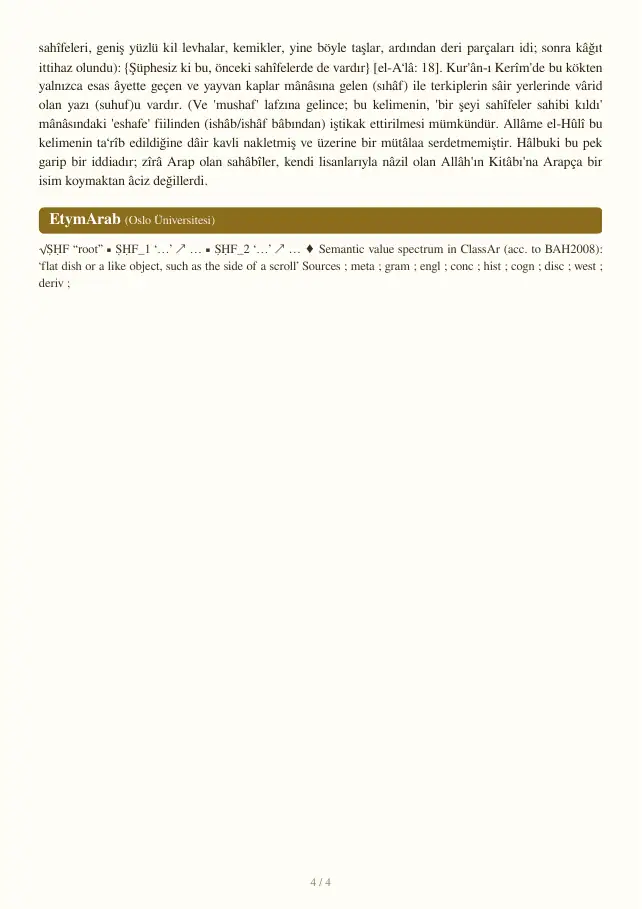 sahîfeleri, geniş yüzlü kil levhalar, kemikler, yine böyle taşlar, ardından deri parçaları idi; sonra kâğıt
ittihaz olundu): {Şüphesiz ki bu, önceki sahîfelerde de vardır} [el-A‘lâ: 18]. Kur'ân-ı Kerîm'de bu kökten
yalnızca esas âyette geçen ve yayvan kaplar mânâsına gelen (sıhâf) ile terkiplerin sâir yerlerinde vârid
olan yazı (suhuf)u vardır. (Ve 'mushaf' lafzına gelince; bu kelimenin, 'bir şeyi sahîfeler sahibi kıldı'
mânâsındaki 'eshafe' fiilinden (ishâb/ishâf bâbından) iştikak ettirilmesi mümkündür. Allâme el-Hûlî bu
kelimenin ta‘rîb edildiğine dâir kavli nakletmiş ve üzerine bir mütâlaa serdetmemiştir. Hâlbuki bu pek
garip bir iddiadır; zîrâ Arap olan sahâbîler, kendi lisanlarıyla nâzil olan Allâh'ın Kitâbı'na Arapça bir
isim koymaktan âciz değillerdi.
EtymArab (Oslo Üniversitesi)
√ṢḤF “root” ▪ ṢḤF_1 ‘…’ ↗ … ▪ ṢḤF_2 ‘…’ ↗ … ♦ Semantic value spectrum in ClassAr (acc. to BAH2008):
‘flat dish or a like object, such as the side of a scroll’ Sources ; meta ; gram ; engl ; conc ; hist ; cogn ; disc ; west ;
deriv ;
4 / 4